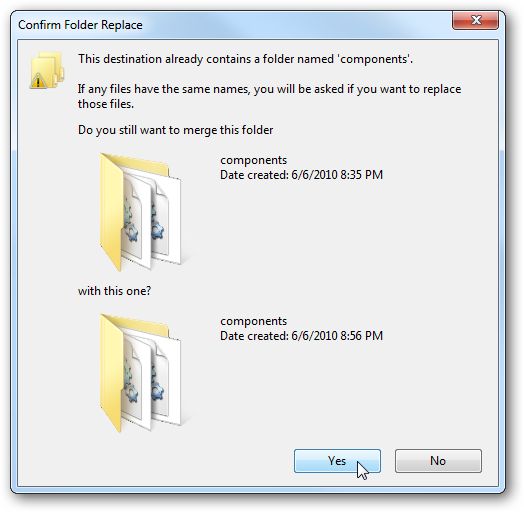 Confirm Folder Replace
This destination already contains a folder named 'components'.
If any files have the same names, you will be asked if you want to replace
those files.
Do you still want to merge this folder
components
Date created: 6/6/2010 8:35 PM
with this one?
components
Date created: 6/6/2010 8:56 PM
Yes
No